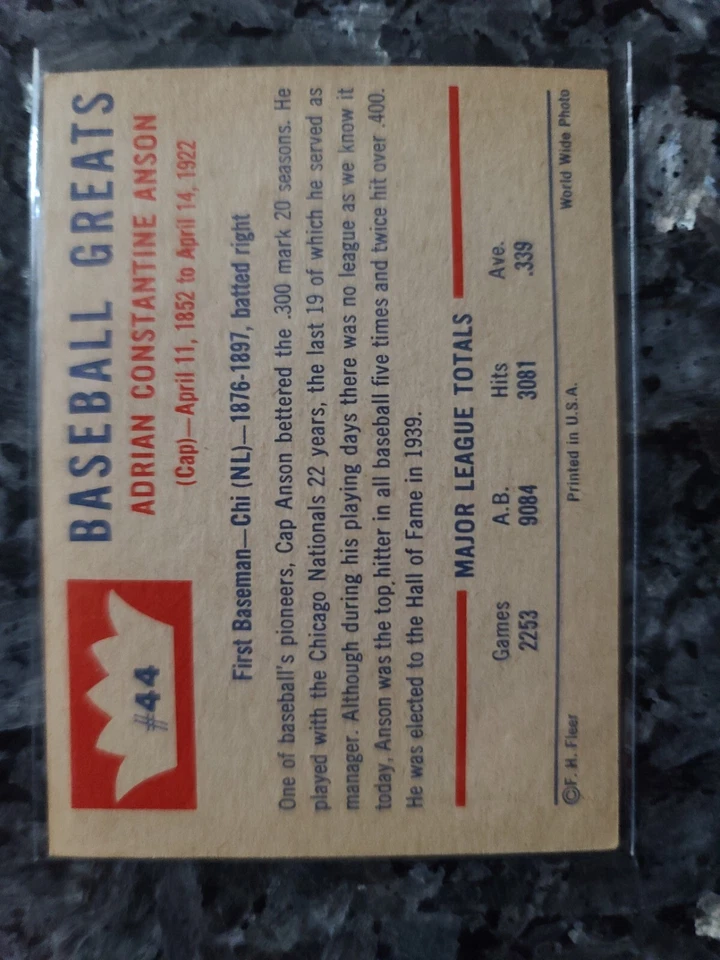 #44
BASEBALL GREATS
ADRIAN CONSTANTINE ANSON
(Cap)—April 11, 1852 to April 14, 1922
First Baseman—Chi (NL)—1876-1897, batted right
One of baseball's pioneers, Cap Anson bettered the .300 mark 20 seasons. He
played with the Chicago Nationals 22 years, the last 19 of which he served as
manager. Although during his playing days there was no league as we know it
today, Anson was the top hitter in all baseball five times and twice hit over .400.
He was elected to the Hall of Fame in 1939.
MAJOR LEAGUE TOTALS
Games A.B. Hits Ave.
2253 9084 3081 .339
©F. H. Fleer Printed in U.S.A. World Wide Photo